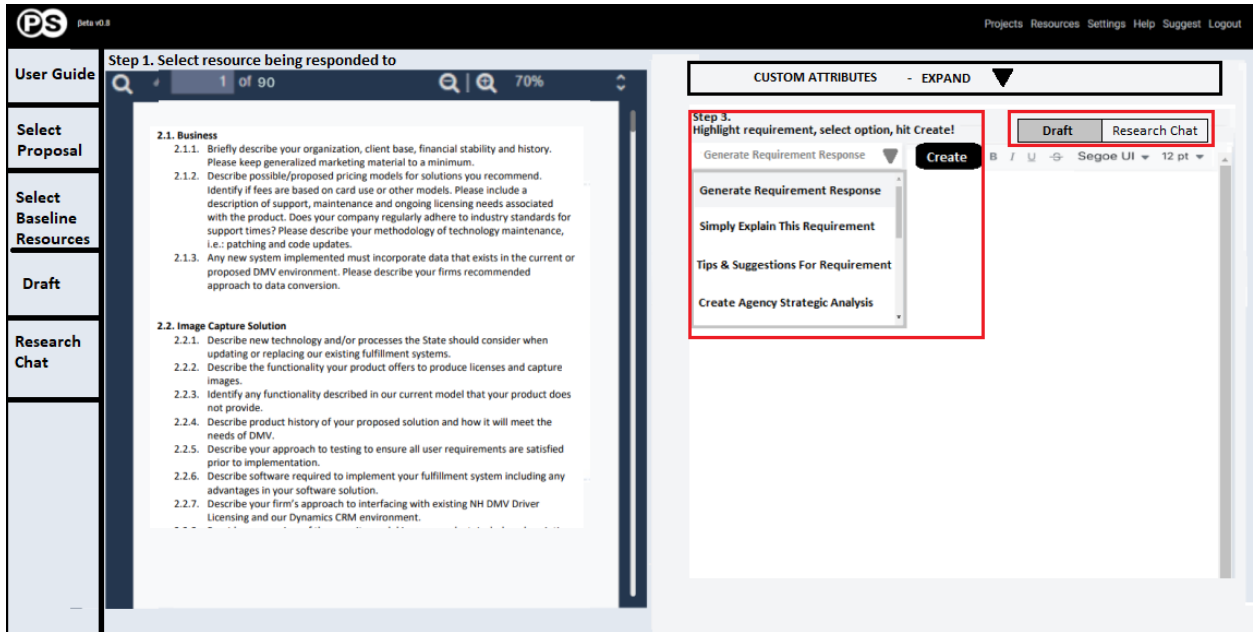 PS Beta v0.8
Projects Resources Settings Help Suggest Logout
User Guide
Select
Proposal
Select
Baseline
Resources
Draft
Research
Chat
Step 1. Select resource being responded to
1 of 90
70%
2.1. Business
2.1.1. Briefly describe your organization, client base, financial stability and history.
Please keep generalized marketing material to a minimum.
2.1.2. Describe possible/proposed pricing models for solutions you recommend.
Identify if fees are based on card use or other models. Please include a
description of support, maintenance and ongoing licensing needs associated
with the product. Does your company regularly adhere to industry standards for
support times? Please describe your methodology of technology maintenance,
i.e.: patching and code updates.
2.1.3. Any new system implemented must incorporate data that exists in the current or
proposed DMV environment. Please describe your firms recommended
approach to data conversion.
2.2. Image Capture Solution
2.2.1. Describe new technology and/or processes the State should consider when
updating or replacing our existing fulfillment systems.
2.2.2. Describe the functionality your product offers to produce licenses and capture
images.
2.2.3. Identify any functionality described in our current model that your product does
not provide.
2.2.4. Describe product history of your proposed solution and how it will meet the
needs of DMV.
2.2.5. Describe your approach to testing to ensure all user requirements are satisfied
prior to implementation.
2.2.6. Describe software required to implement your fulfillment system including any
advantages in your software solution.
2.2.7. Describe your firm's approach to interfacing with existing NH DMV Driver
Licensing and our Dynamics CRM environment.
CUSTOM ATTRIBUTES - EXPAND
Step 3.
Highlight requirement, select option, hit Create!
Draft Research Chat
Generate Requirement Response Create B I U S Segoe UI 12 pt
Generate Requirement Response
Simply Explain This Requirement
Tips & Suggestions For Requirement
Create Agency Strategic Analysis